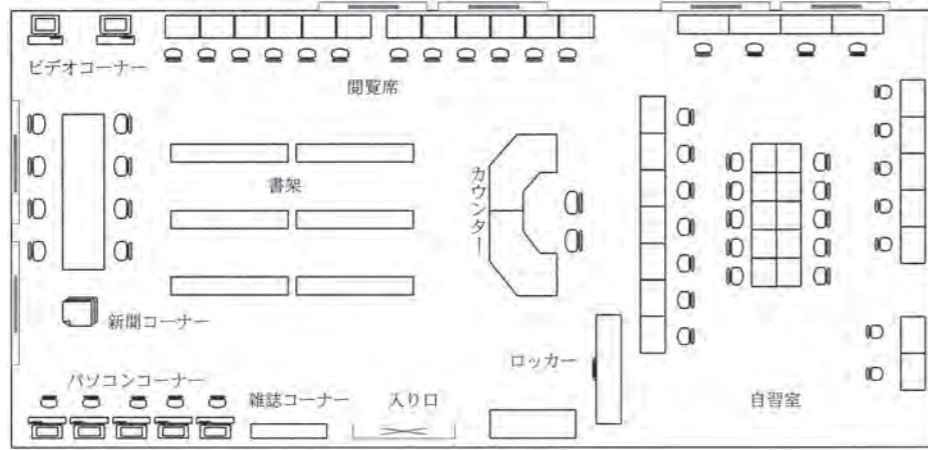 ビデオコーナー
閲覧席
書架
カウンター
新聞コーナー
パソコンコーナー
雑誌コーナー
入り口
ロッカー
自習室